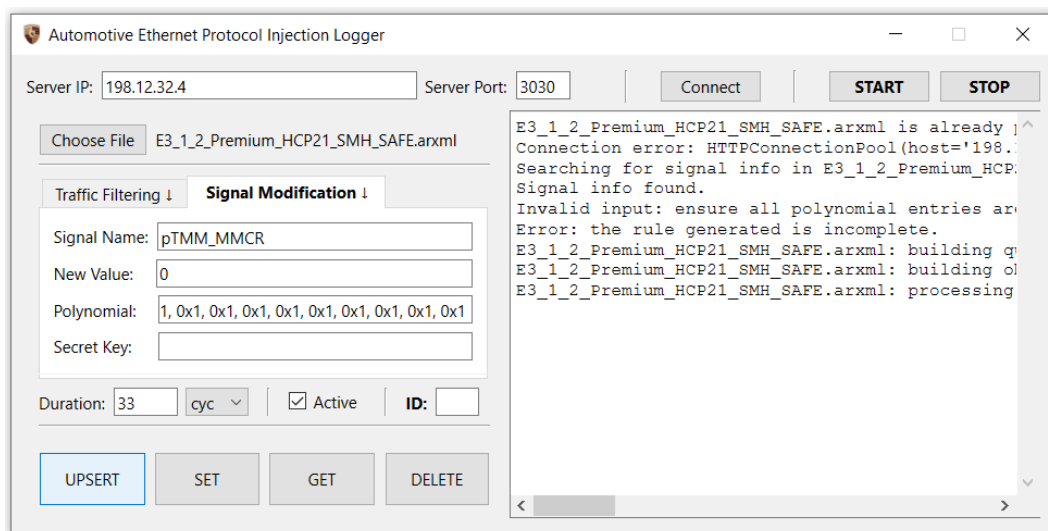 Automotive Ethernet Protocol Injection Logger
Server IP: 198.12.32.4 Server Port: 3030 Connect START STOP
Choose File E3_1_2_Premium_HCP21_SMH_SAFE.arxml
Traffic Filtering ↓ Signal Modification ↓
Signal Name: pTMM_MMCR
New Value: 0
Polynomial: 1, 0x1, 0x1, 0x1, 0x1, 0x1, 0x1, 0x1, 0x1, 0x1
Secret Key:
Duration: 33 cyc Active ID:
UPSERT SET GET DELETE
E3_1_2_Premium_HCP21_SMH_SAFE.arxml is already
Connection error: HTTPConnectionPool(host='198.
Searching for signal info in E3_1_2_Premium_HCP
Signal info found.
Invalid input: ensure all polynomial entries are
Error: the rule generated is incomplete.
E3_1_2_Premium_HCP21_SMH_SAFE.arxml: building
E3_1_2_Premium_HCP21_SMH_SAFE.arxml: building
E3_1_2_Premium_HCP21_SMH_SAFE.arxml: processing